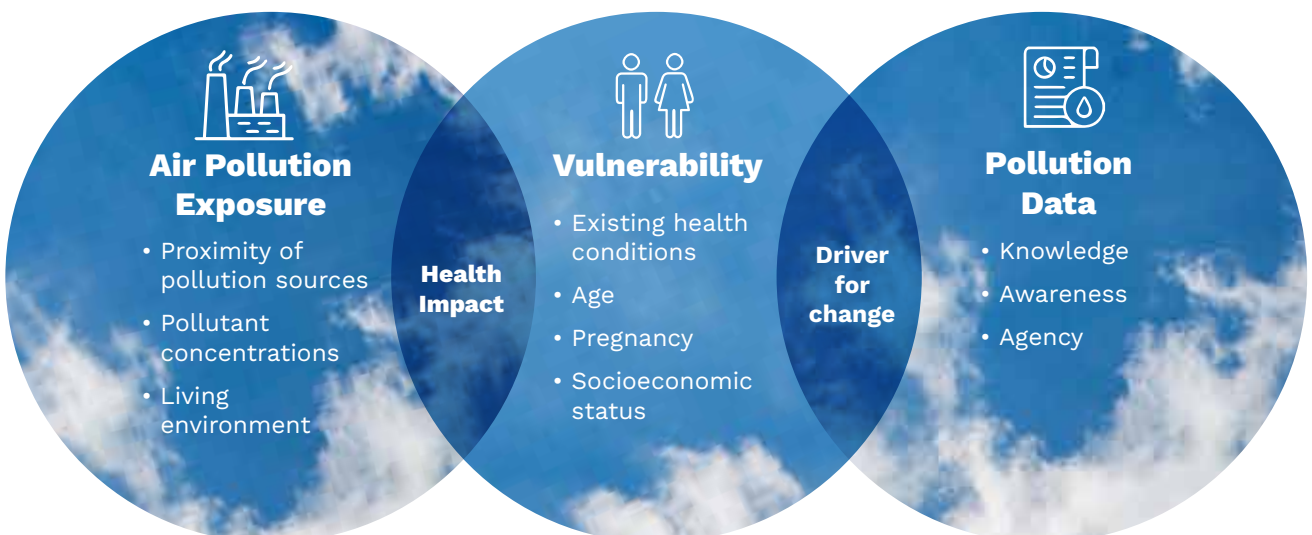 Air Pollution
Exposure
• Proximity of
pollution sources
• Pollutant
concentrations
• Living
environment
Health
Impact
Vulnerability
• Existing health
conditions
• Age
• Pregnancy
• Socioeconomic
status
Driver
for
change
Pollution
Data
• Knowledge
• Awareness
• Agency